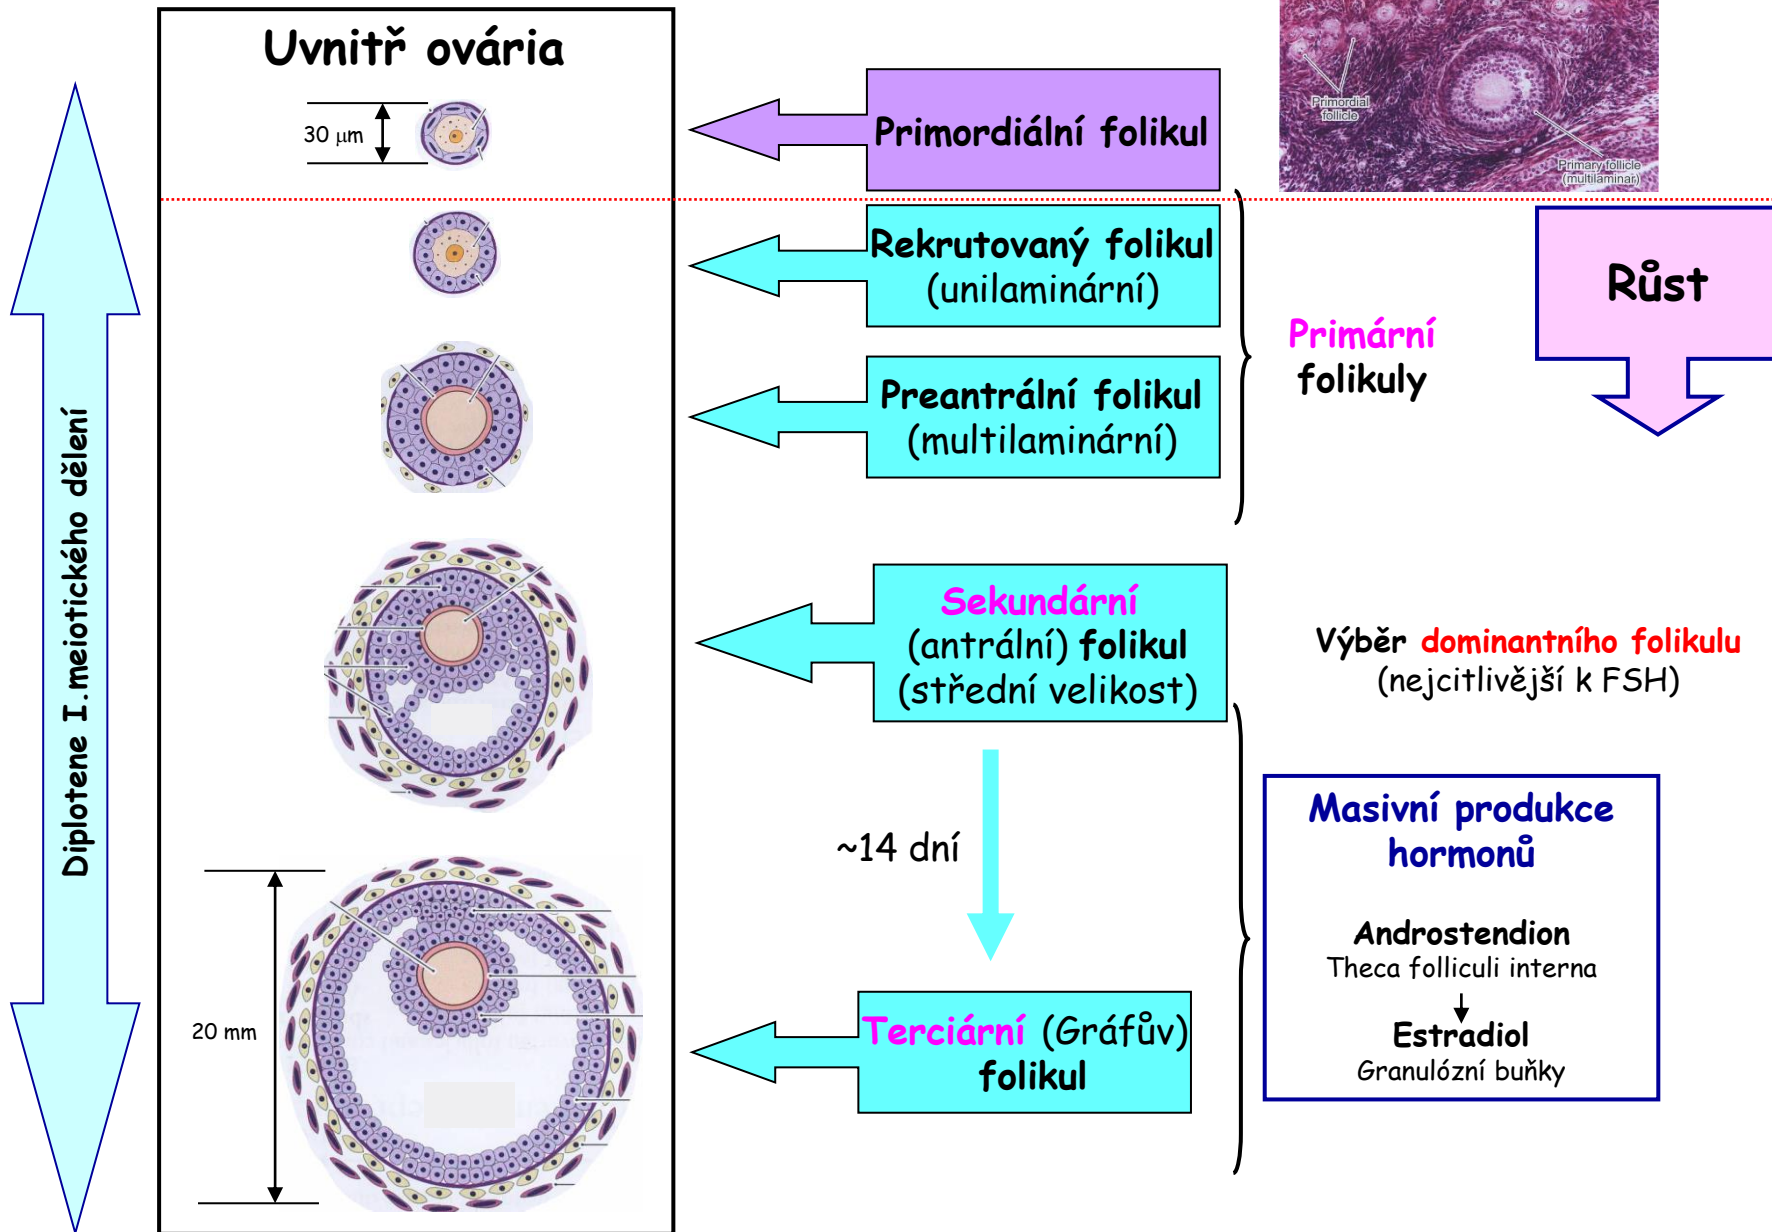 Uvnitř ovária
30 μm
Primordiální folikul
Primordial
follicle
Primary follicle
(multilaminar)
Rekrutovaný folikul
(unilaminární)
Růst
Primární
folikuly
Preantrální folikul
(multilaminární)
Diplotene I.meiotického dělení
Sekundární
(antrální) folikul
(střední velikost)
Výběr dominantního folikulu
(nejcitlivější k FSH)
~14 dní
Masivní produkce
hormonů
Androstendion
Theca folliculi interna
Estradiol
Granulózní buňky
20 mm
Terciární (Gráfův)
folikul